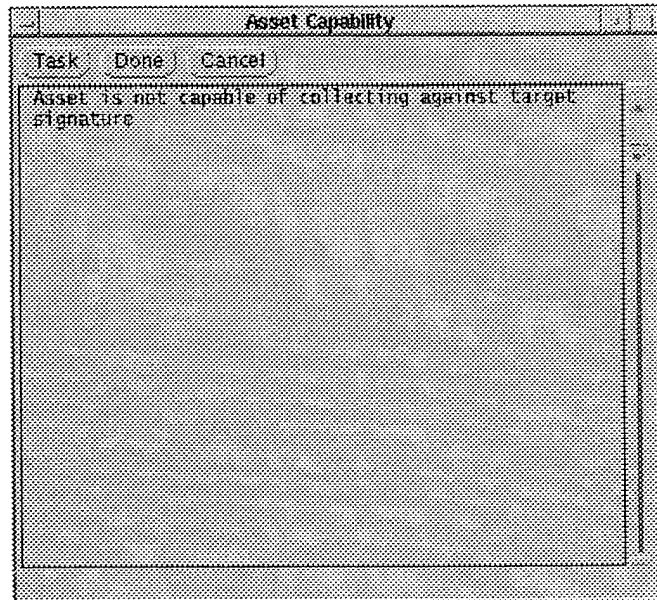 Asset Capability
Task Done Cancel
Asset is not capable of collecting against target
signature